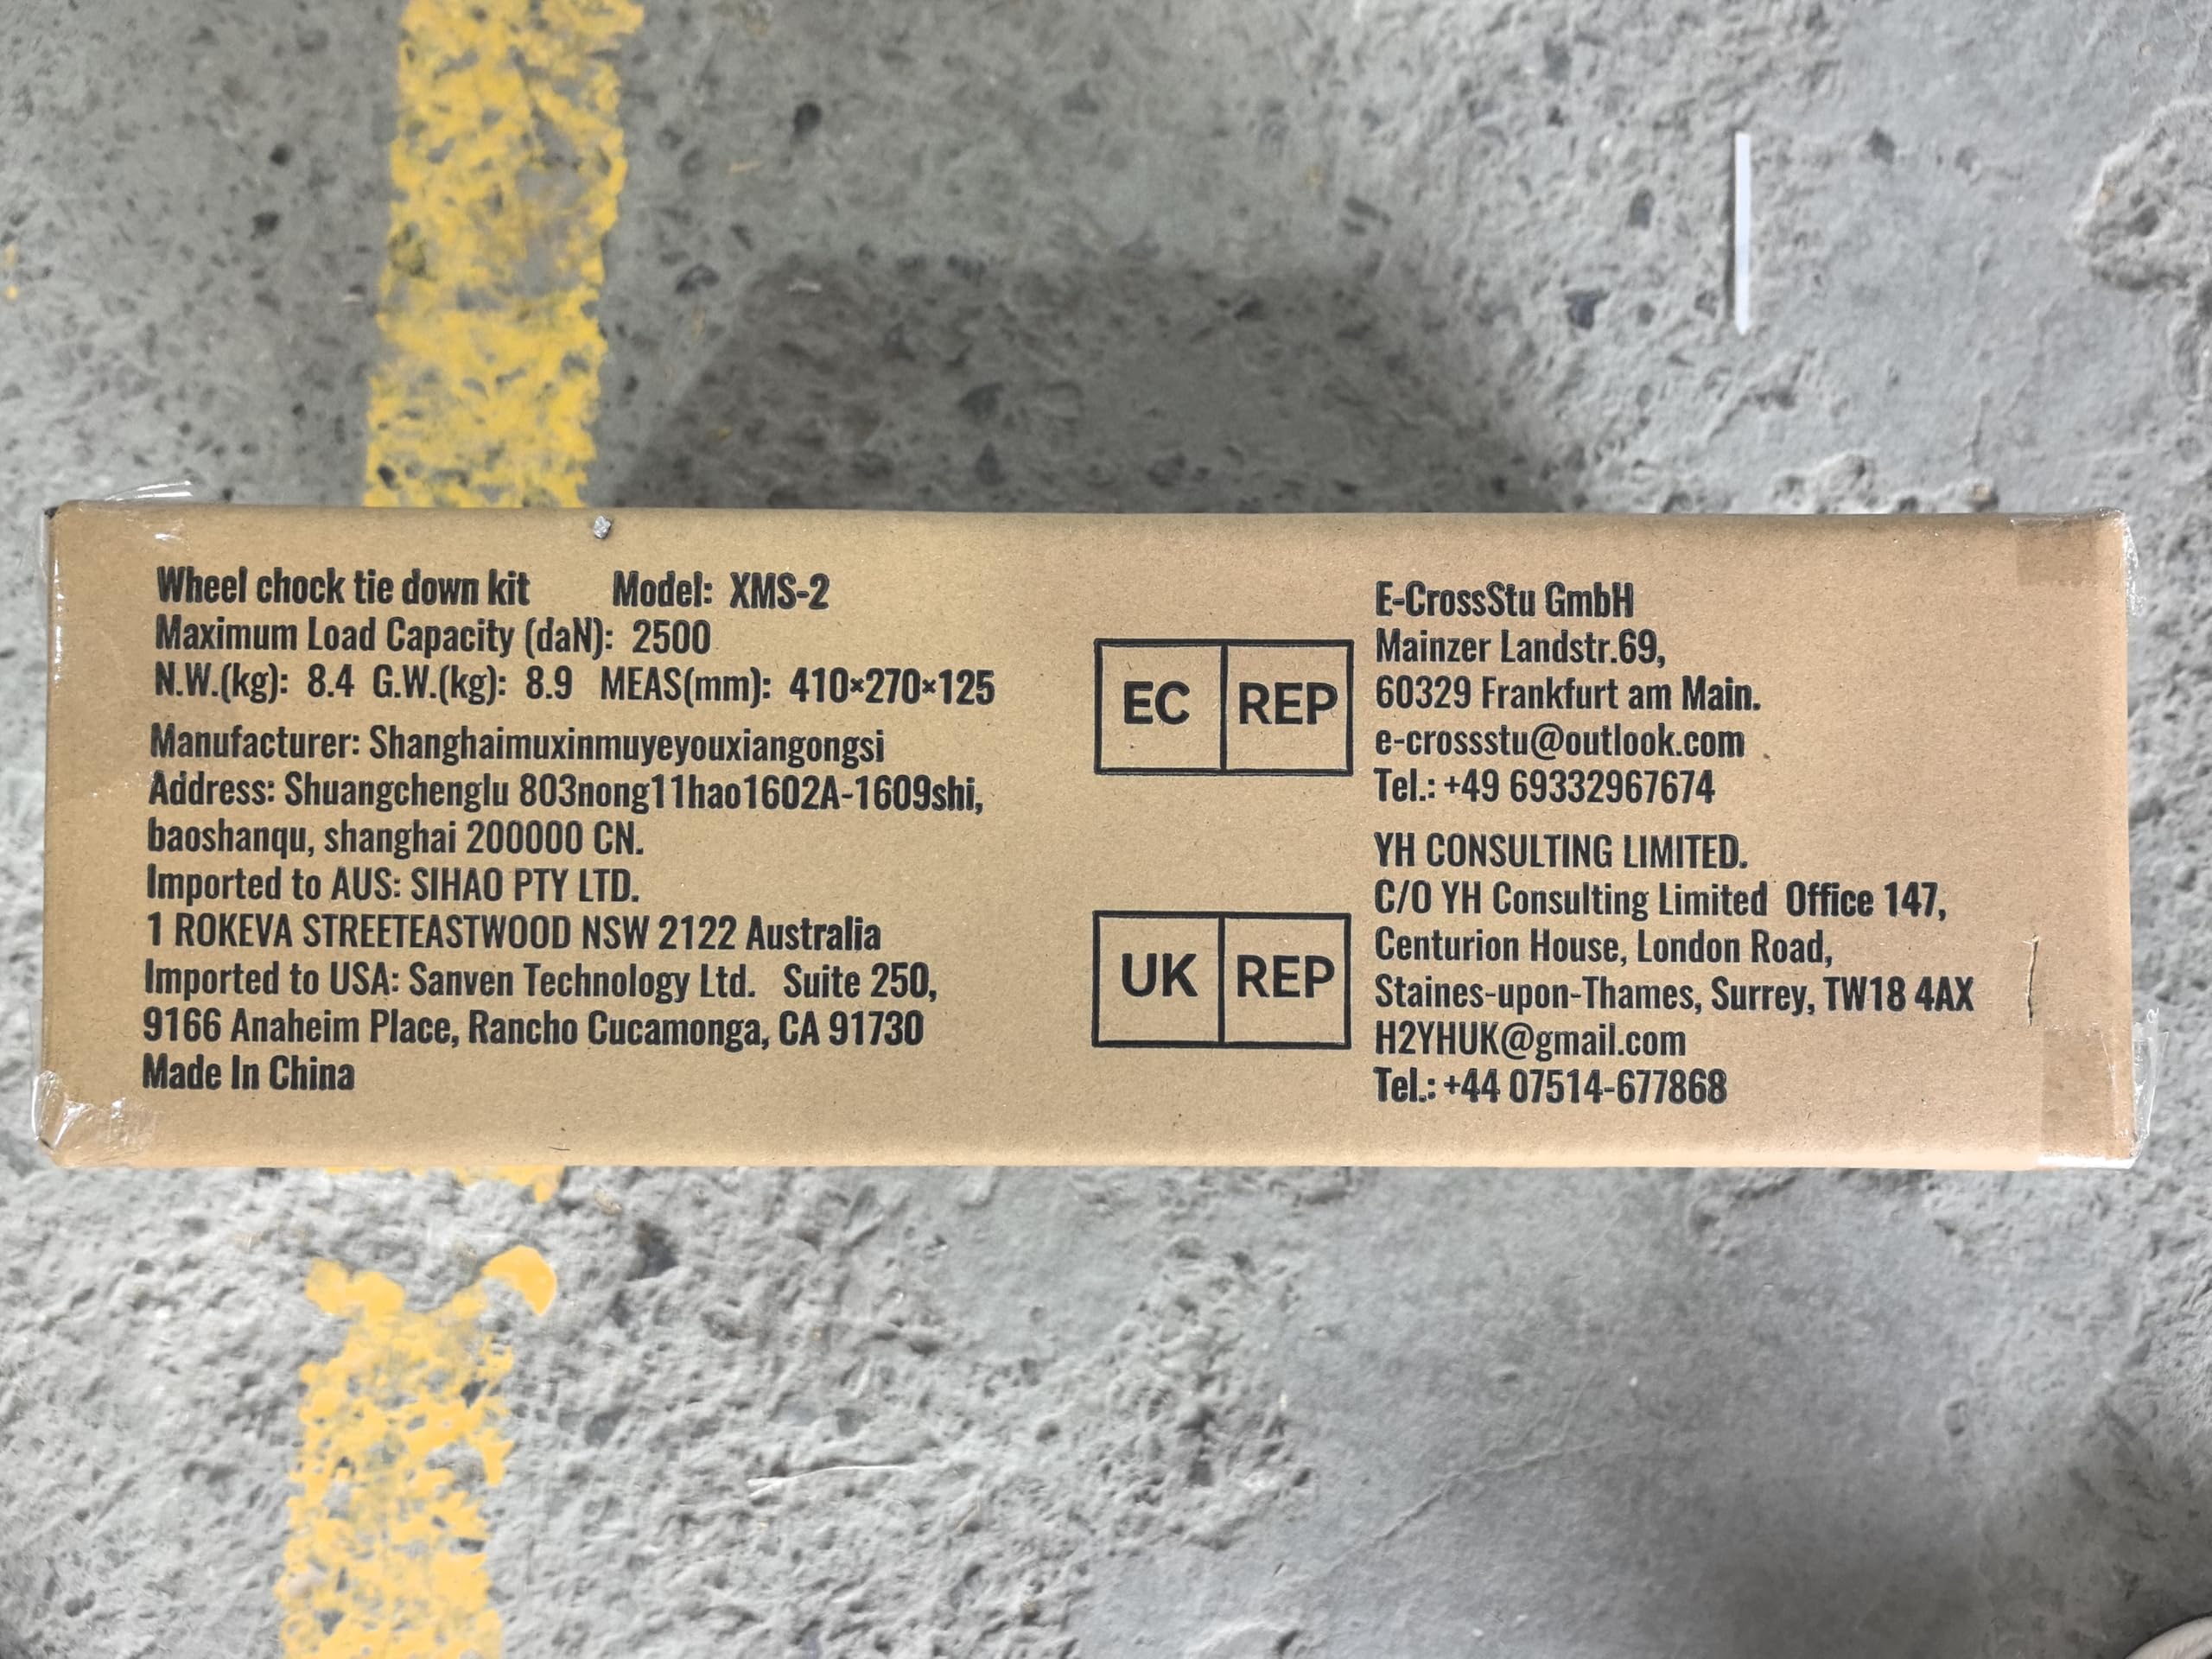 Wheel chock tie down kit Model: XMS-2
Maximum Load Capacity (daN): 2500
N.W.(kg): 8.4 G.W.(kg): 8.9 MEAS(mm): 410×270×125
Manufacturer: Shanghaimuxinmuyeyouxiangongsi
Address: Shuangchenglu 803nong11hao1602A-1609shi,
baoshanqu, shanghai 200000 CN.
Imported to AUS: SIHAO PTY LTD.
1 ROKEVA STREETEASTWOOD NSW 2122 Australia
Imported to USA: Sanven Technology Ltd. Suite 250,
9166 Anaheim Place, Rancho Cucamonga, CA 91730
Made In China
EC REP
E-CrossStu GmbH
Mainzer Landstr.69,
60329 Frankfurt am Main.
e-crossstu@outlook.com
Tel.: +49 69332967674
UK REP
YH CONSULTING LIMITED.
C/O YH Consulting Limited Office 147,
Centurion House, London Road,
Staines-upon-Thames, Surrey, TW18 4AX
H2YHUK@gmail.com
Tel.: +44 07514-677868